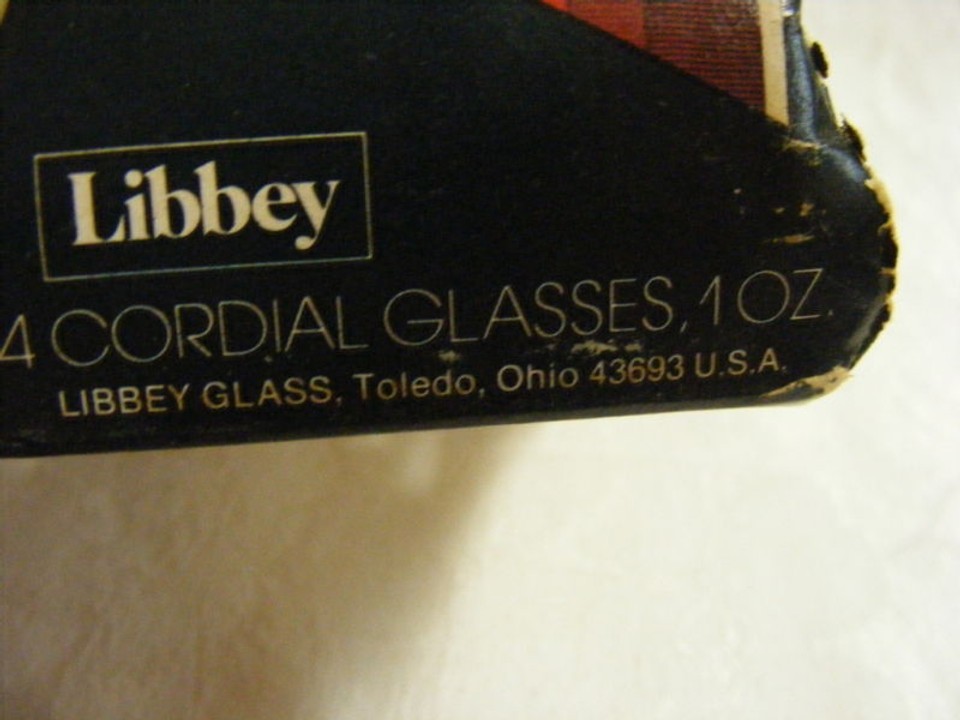 Libbey
4 CORDIAL GLASSES, 1 OZ.
LIBBEY GLASS, Toledo, Ohio 43693 U.S.A.